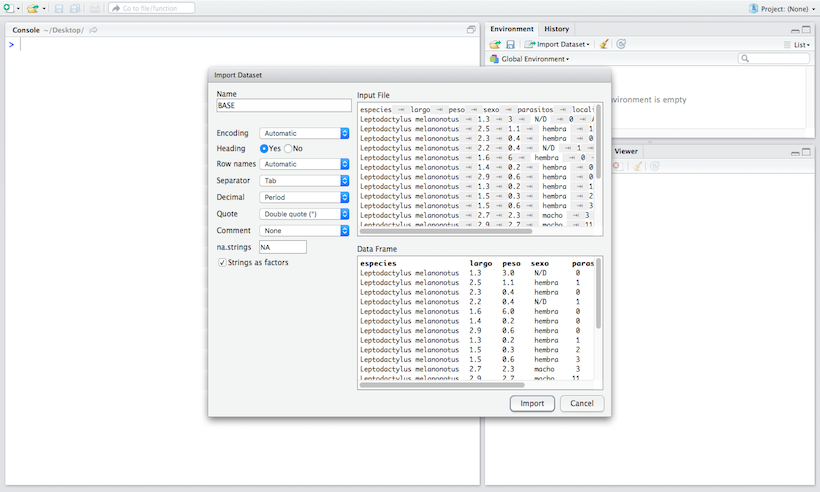 Go to file/function
Project: (None)
Console ~/Desktop/
>
Environment History
Import Dataset
List
Global Environment
nvironment is empty
Viewer
Import Dataset
Name
BASE
Encoding Automatic
Heading Yes No
Row names Automatic
Separator Tab
Decimal Period
Quote Double quote (")
Comment None
na.strings NA
Strings as factors
Input File
especies ⇥ largo ⇥ peso ⇥ sexo ⇥ parasitos ⇥ locali
Leptodactylus melanonotus ⇥ 1.3 ⇥ 3 ⇥ N/D ⇥ 0 ⇥
Leptodactylus melanonotus ⇥ 2.5 ⇥ 1.1 ⇥ hembra ⇥ 1
Leptodactylus melanonotus ⇥ 2.3 ⇥ 0.4 ⇥ hembra ⇥ 0
Leptodactylus melanonotus ⇥ 2.2 ⇥ 0.4 ⇥ N/D ⇥ 1 ⇥
Leptodactylus melanonotus ⇥ 1.6 ⇥ 6 ⇥ hembra ⇥ 0 ⇥
Leptodactylus melanonotus ⇥ 1.4 ⇥ 0.2 ⇥ hembra ⇥ 0
Leptodactylus melanonotus ⇥ 2.9 ⇥ 0.6 ⇥ hembra ⇥ 0
Leptodactylus melanonotus ⇥ 1.3 ⇥ 0.2 ⇥ hembra ⇥ 1
Leptodactylus melanonotus ⇥ 1.5 ⇥ 0.3 ⇥ hembra ⇥ 2
Leptodactylus melanonotus ⇥ 1.5 ⇥ 0.6 ⇥ hembra ⇥ 3
Leptodactylus melanonotus ⇥ 2.7 ⇥ 2.3 ⇥ macho ⇥ 3
Leptodactylus melanonotus ⇥ 2.9 ⇥ 2.7 ⇥ macho ⇥ 11
Data Frame
especies largo peso sexo paras
Leptodactylus melanonotus 1.3 3.0 N/D 0
Leptodactylus melanonotus 2.5 1.1 hembra 1
Leptodactylus melanonotus 2.3 0.4 hembra 0
Leptodactylus melanonotus 2.2 0.4 N/D 1
Leptodactylus melanonotus 1.6 6.0 hembra 0
Leptodactylus melanonotus 1.4 0.2 hembra 0
Leptodactylus melanonotus 2.9 0.6 hembra 0
Leptodactylus melanonotus 1.3 0.2 hembra 1
Leptodactylus melanonotus 1.5 0.3 hembra 2
Leptodactylus melanonotus 1.5 0.6 hembra 3
Leptodactylus melanonotus 2.7 2.3 macho 3
Leptodactylus melanonotus 2.9 2.7 macho 11
Import Cancel